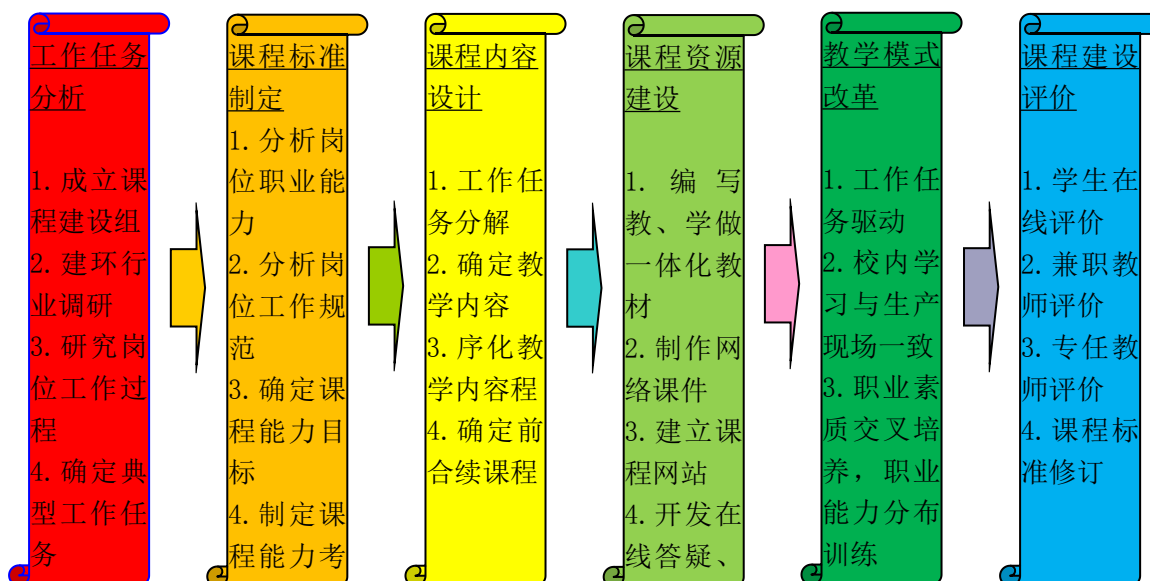 工作任务
分析
1. 成立课
程建设组
2. 建环行
业调研
3. 研究岗
位工作过
程
4. 确定典
型工作任
务
课程标准
制定
1. 分析岗
位职业能
力
2. 分析岗
位工作规
范
3. 确定课
程能力目
标
4. 制定课
程能力考
课程内容
设计
1. 工作任
务分解
2. 确定教
学内容
3. 序化教
学内容程
4. 确定前
合续课程
课程资源
建设
1. 编写
教、学做
一体化教
材
2. 制作网
络课件
3. 建立课
程网站
4. 开发在
线答疑、
教学模式
改革
1. 工作任
务驱动
2. 校内学
习与生产
现场一致
3. 职业素
质交叉培
养，职业
能力分布
训练
课程建设
评价
1. 学生在
线评价
2. 兼职教
师评价
3. 专任教
师评价
4. 课程标
准修订